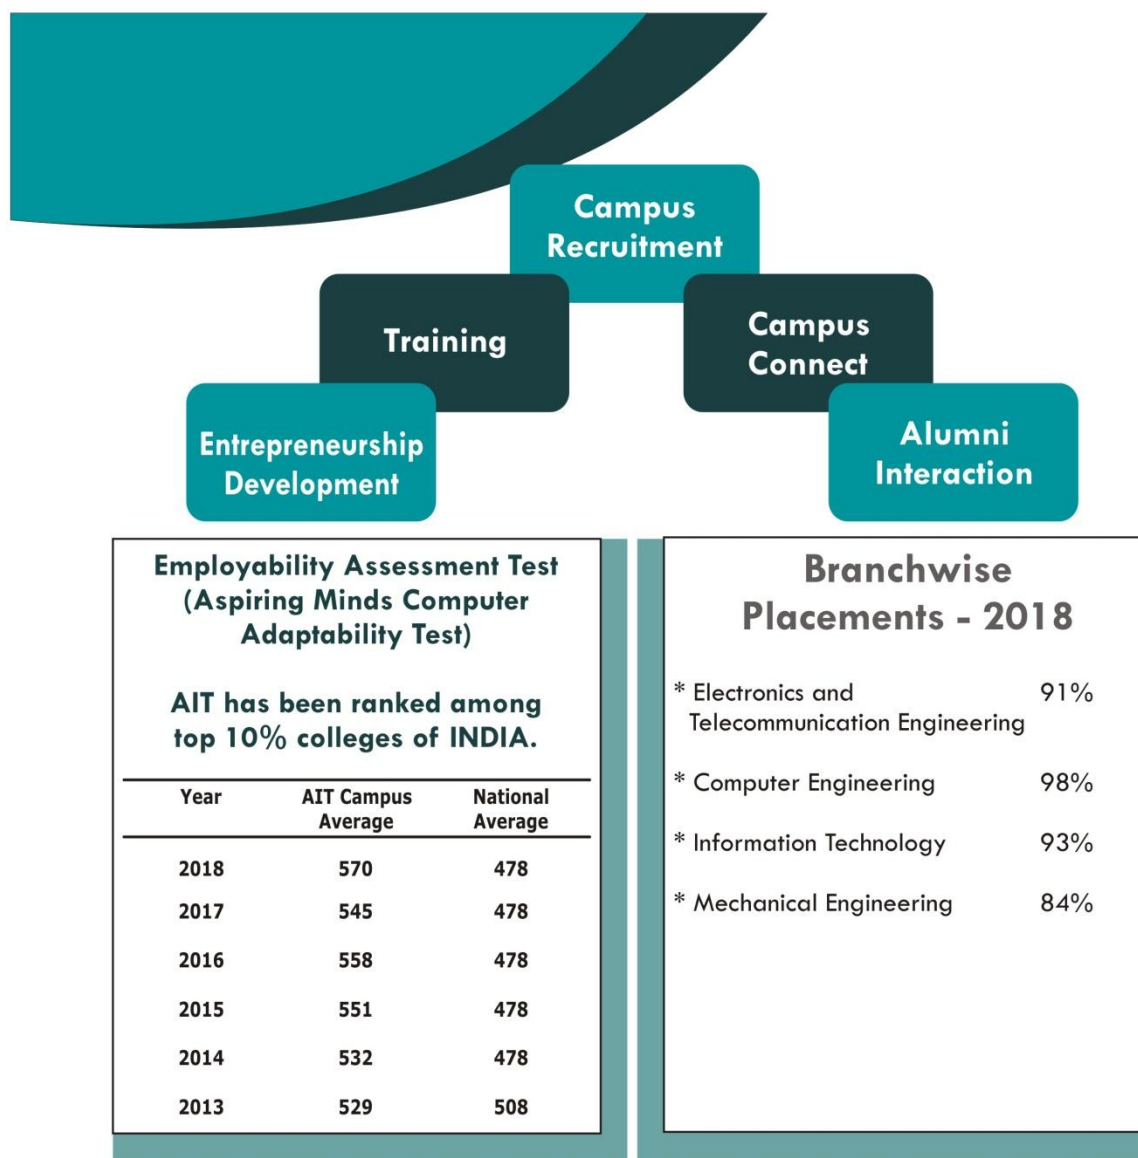 Campus
Recruitment
Training
Campus
Connect
Entrepreneurship
Development
Alumni
Interaction
Employability Assessment Test
(Aspiring Minds Computer
Adaptability Test)
AIT has been ranked among
top 10% colleges of INDIA.
Year AIT Campus National
Average Average
2018 570 478
2017 545 478
2016 558 478
2015 551 478
2014 532 478
2013 529 508
Branchwise
Placements - 2018
* Electronics and 91%
Telecommunication Engineering
* Computer Engineering 98%
* Information Technology 93%
* Mechanical Engineering 84%